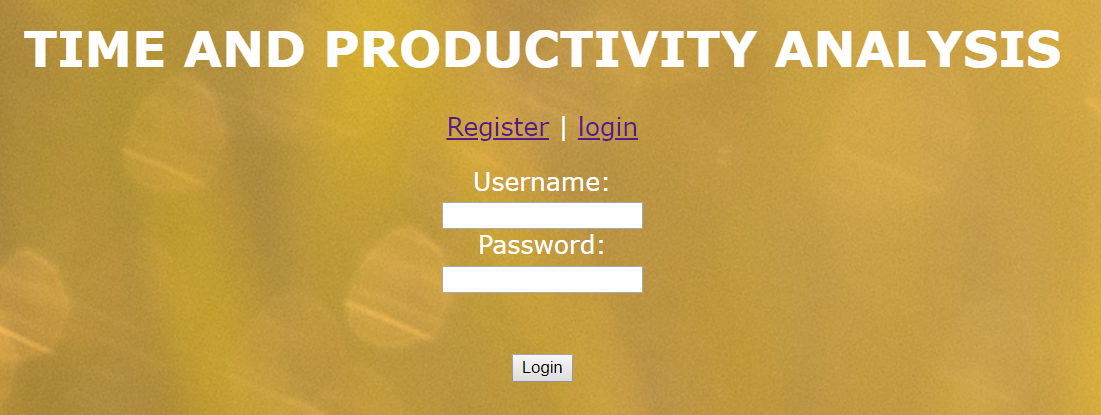 TIME AND PRODUCTIVITY ANALYSIS
Register | login
Username:
Password:
Login